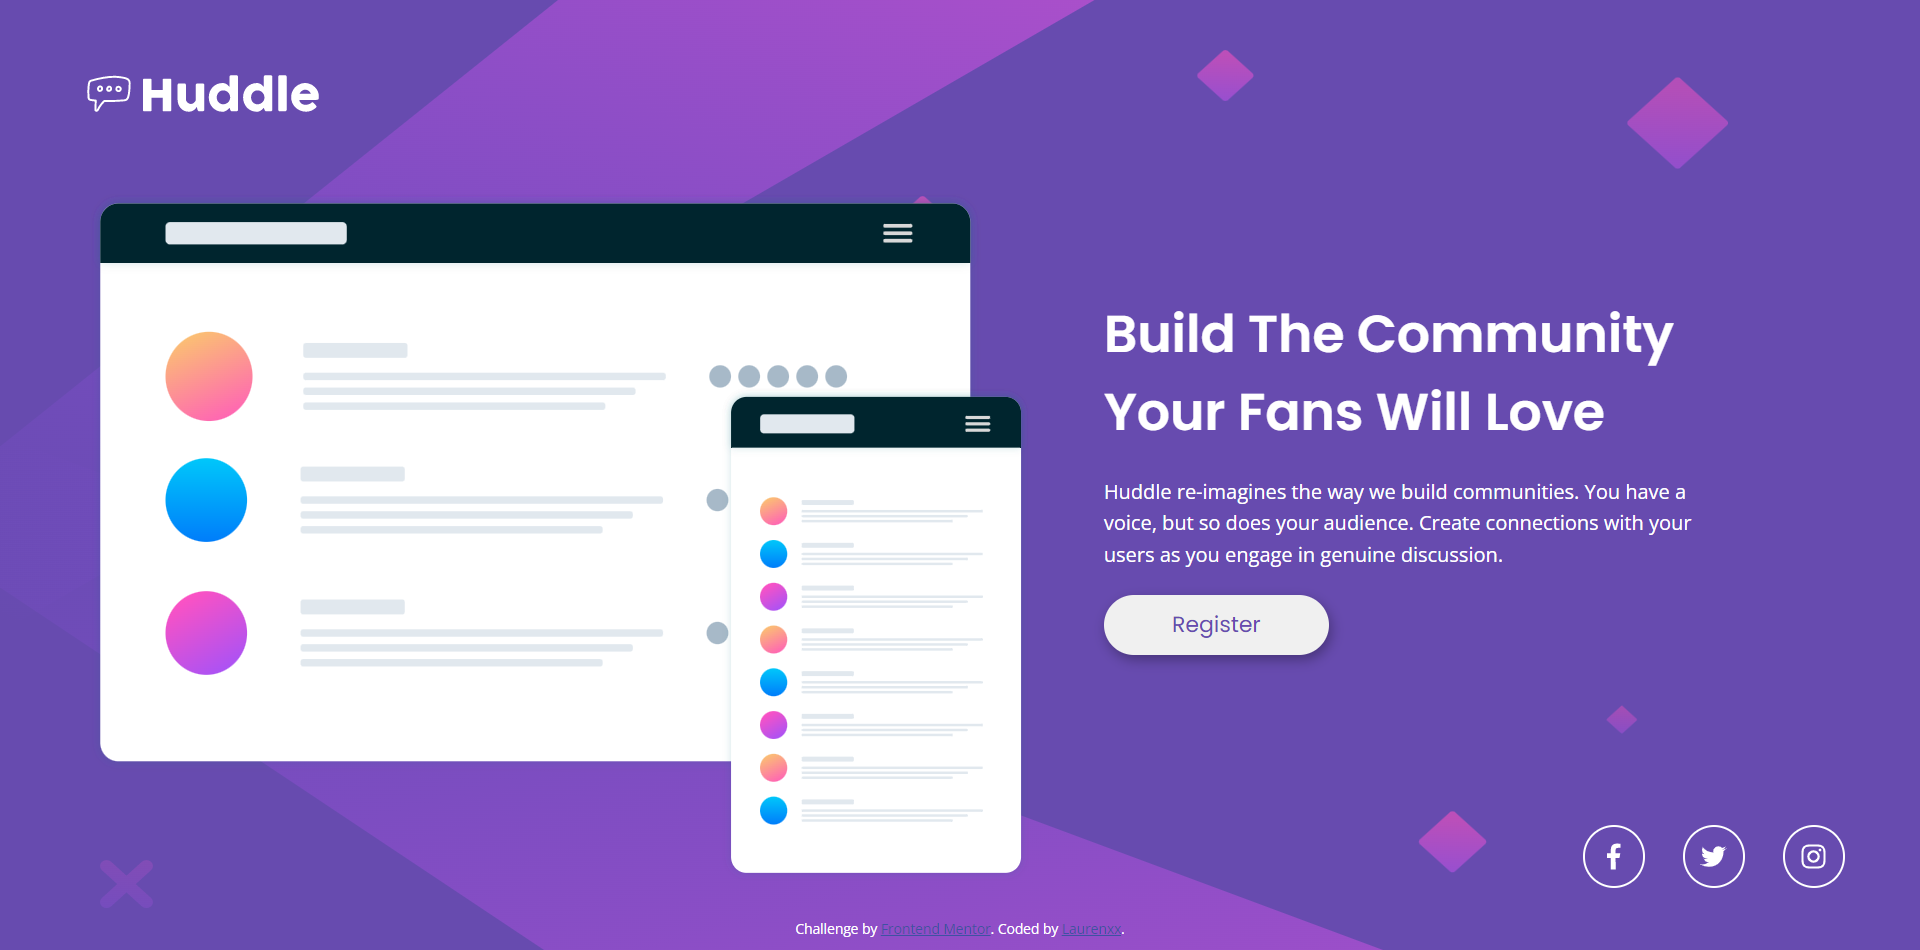 Huddle
Build The Community
Your Fans Will Love
Huddle re-imagines the way we build communities. You have a
voice, but so does your audience. Create connections with your
users as you engage in genuine discussion.
Register
Challenge by Frontend Mentor. Coded by Laurenxx.